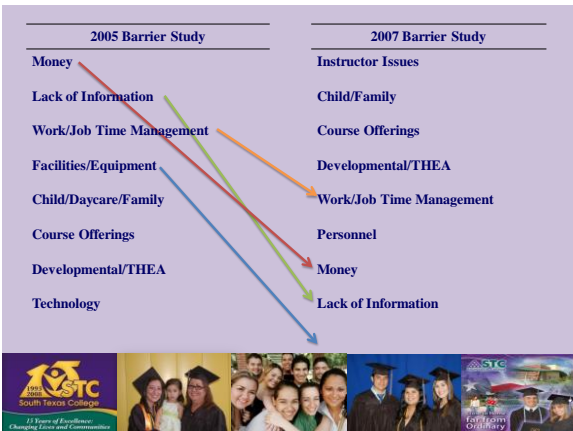 2005 Barrier Study
Money
Lack of Information
Work/Job Time Management
Facilities/Equipment
Child/Daycare/Family
Course Offerings
Developmental/THEA
Technology
2007 Barrier Study
Instructor Issues
Child/Family
Course Offerings
Developmental/THEA
Work/Job Time Management
Personnel
Money
Lack of Information
1993
2008
STC
South Texas College
15 Years of Excellence:
Changing Lives and Communities
STC
far from
Ordinary